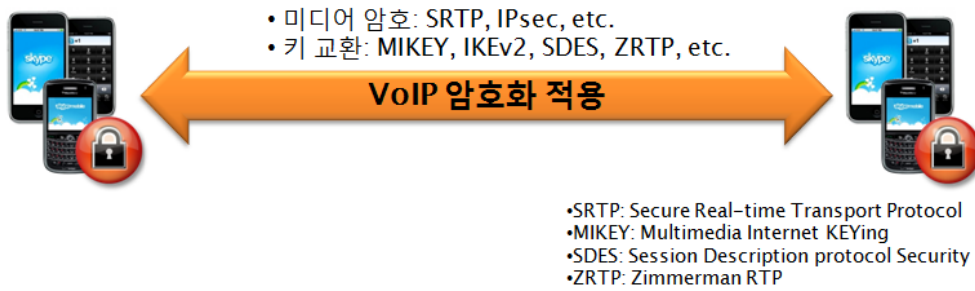 • 미디어 암호: SRTP, IPsec, etc.
• 키 교환: MIKEY, IKEv2, SDES, ZRTP, etc.
VoIP 암호화 적용
skype
skype
•SRTP: Secure Real-time Transport Protocol
•MIKEY: Multimedia Internet KEYing
•SDES: Session Description protocol Security
•ZRTP: Zimmerman RTP